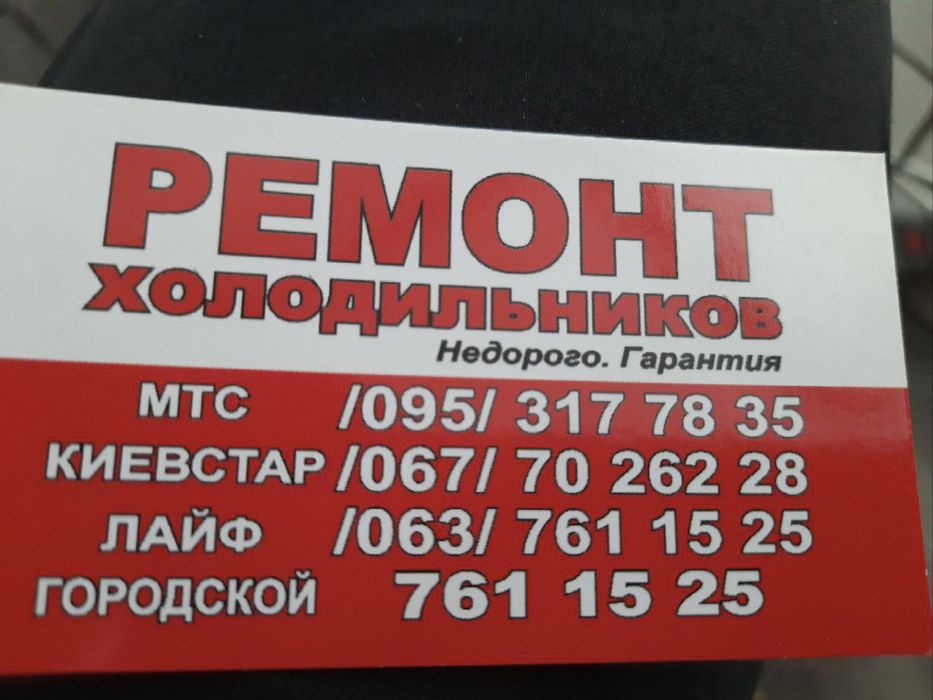 РЕМОНТ
ХОЛОДИЛЬНИКОВ
Недорого. Гарантия
МТС /095/ 317 78 35
КИЕВСТАР /067/ 70 262 28
ЛАЙФ /063/ 761 15 25
ГОРОДСКОЙ 761 15 25